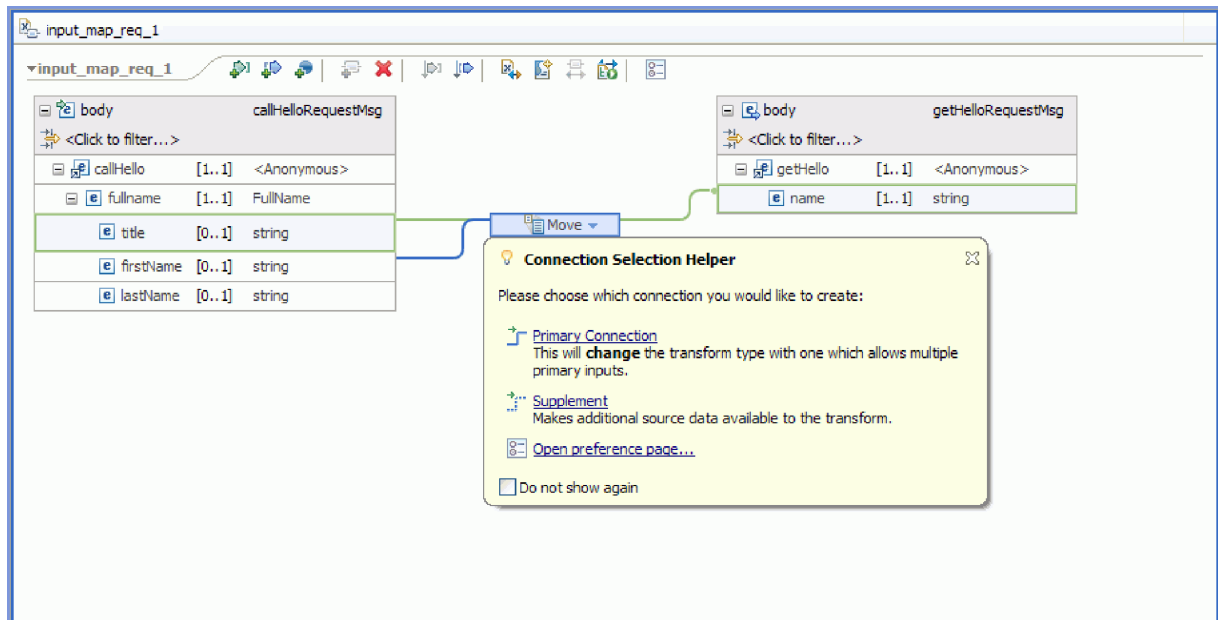 input_map_req_1
input_map_req_1
body callHelloRequestMsg
<Click to filter...>
callHello [1..1] <Anonymous>
fullname [1..1] FullName
title [0..1] string
firstName [0..1] string
lastName [0..1] string
body getHelloRequestMsg
<Click to filter...>
getHello [1..1] <Anonymous>
name [1..1] string
Move
Connection Selection Helper
Please choose which connection you would like to create:
Primary Connection
This will change the transform type with one which allows multiple
primary inputs.
Supplement
Makes additional source data available to the transform.
Open preference page...
Do not show again